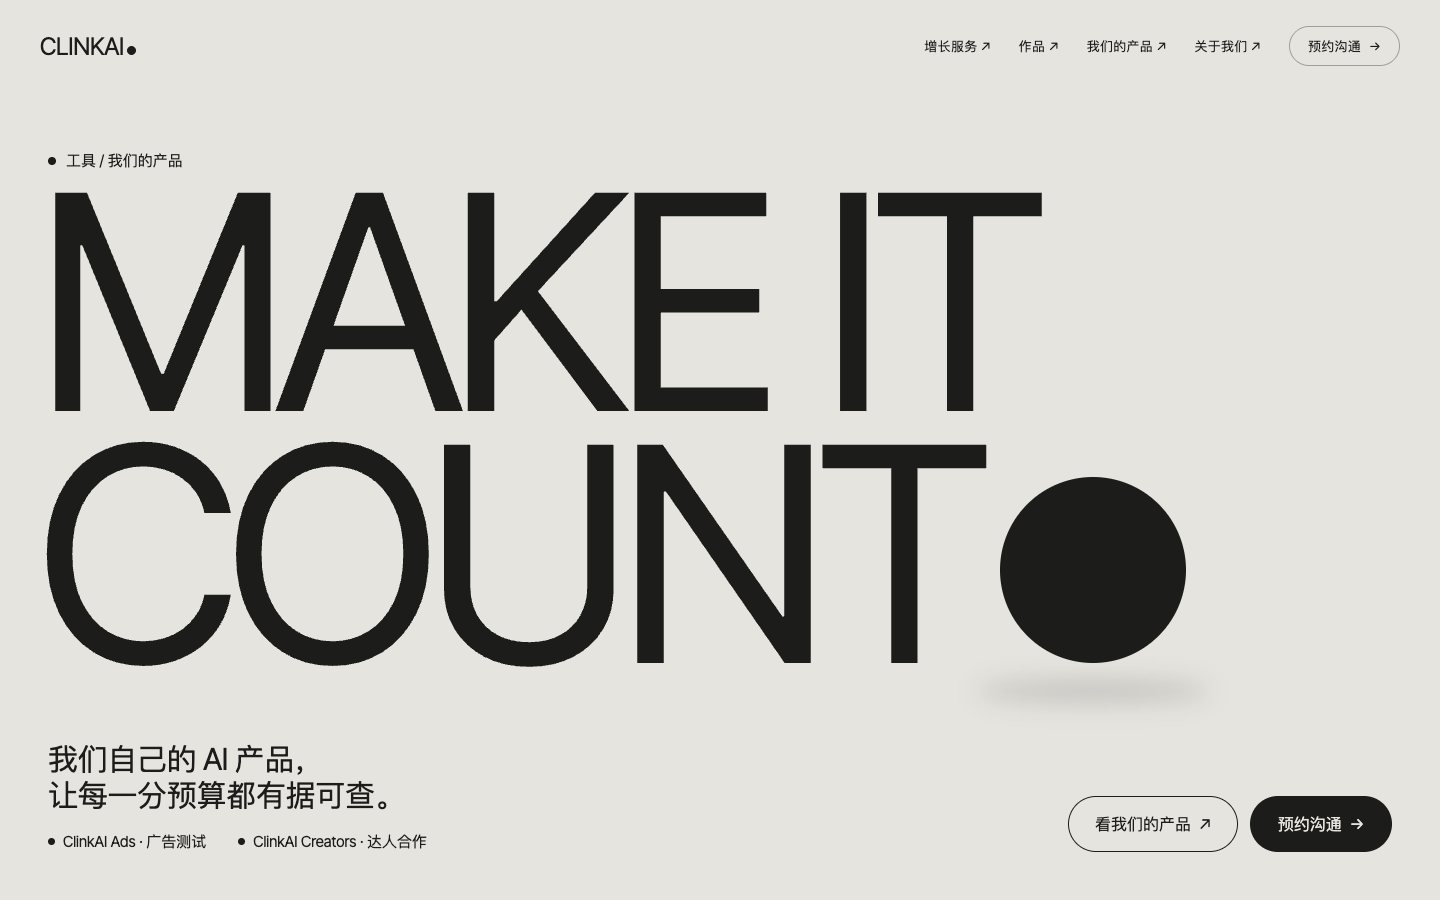 CLINKAI
增长服务 ↗
作品 ↗
我们的产品 ↗
关于我们 ↗
预约沟通 →
工具 / 我们的产品
MAKE IT
COUNT
我们自己的 AI 产品，
让每一分预算都有据可查。
ClinkAI Ads · 广告测试
ClinkAI Creators · 达人合作
看我们的产品 ↗
预约沟通 →